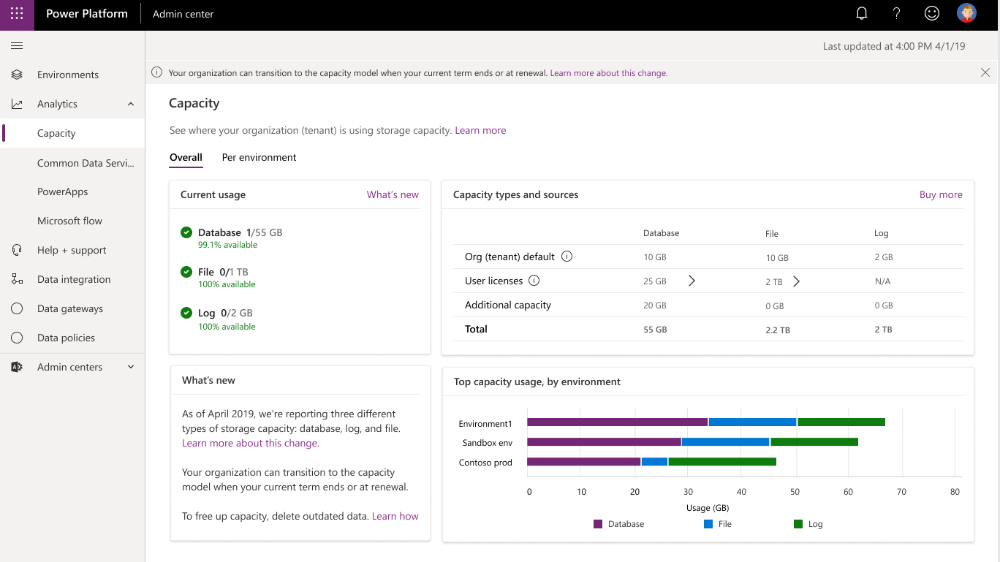 Power Platform
Admin center
Last updated at 4:00 PM 4/1/19
Environments
Analytics
Capacity
Common Data Servi...
PowerApps
Microsoft flow
Help + support
Data integration
Data gateways
Data policies
Admin centers
Your organization can transition to the capacity model when your current term ends or at renewal. Learn more about this change.
Capacity
See where your organization (tenant) is using storage capacity. Learn more
Overall Per environment
Current usage What's new
Database 1/55 GB
99.1% available
File 0/1 TB
100% available
Log 0/2 GB
100% available
Capacity types and sources Buy more
Database File Log
Org (tenant) default 10 GB 10 GB 2 GB
User licenses 25 GB 2 TB N/A
Additional capacity 20 GB 0 GB 0 GB
Total 55 GB 2.2 TB 2 TB
What's new
As of April 2019, we're reporting three different
types of storage capacity: database, log, and file.
Learn more about this change.
Your organization can transition to the capacity
model when your current term ends or at renewal.
To free up capacity, delete outdated data. Learn how
Top capacity usage, by environment
Environment1
Sandbox env
Contoso prod
0 10 20 30 40 50 60 70 80
Usage (GB)
Database File Log